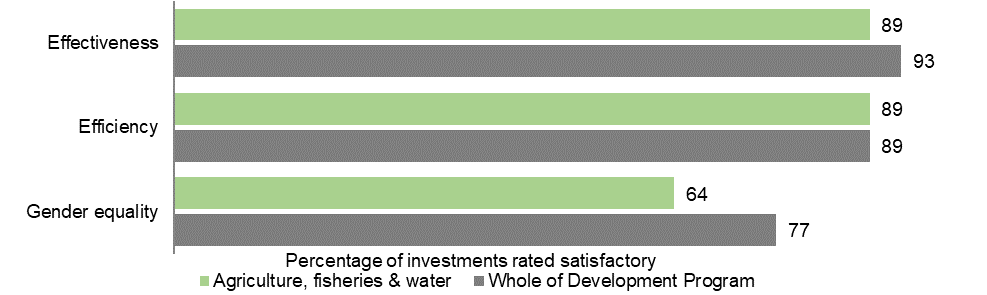 Effectiveness
89
93
Efficiency
89
89
Gender equality
64
77
Percentage of investments rated satisfactory
Agriculture, fisheries & water Whole of Development Program